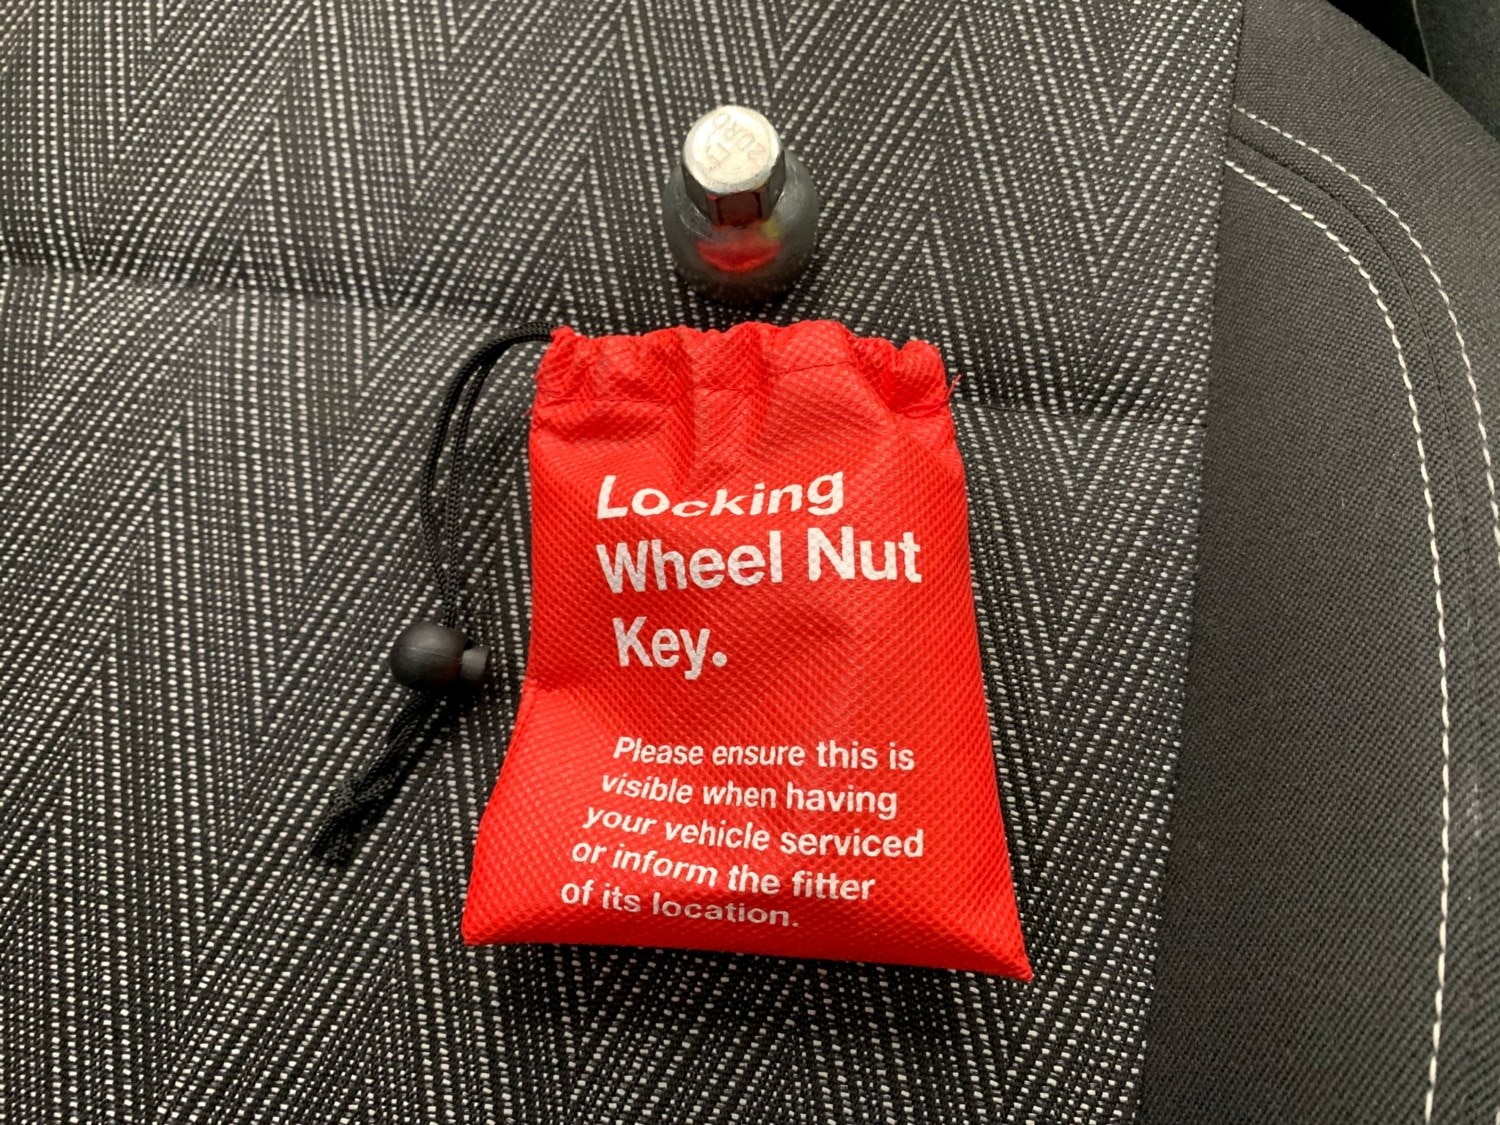 Locking
Wheel Nut
Key.
Please ensure this is
visible when having
your vehicle serviced
or inform the fitter
of its location.